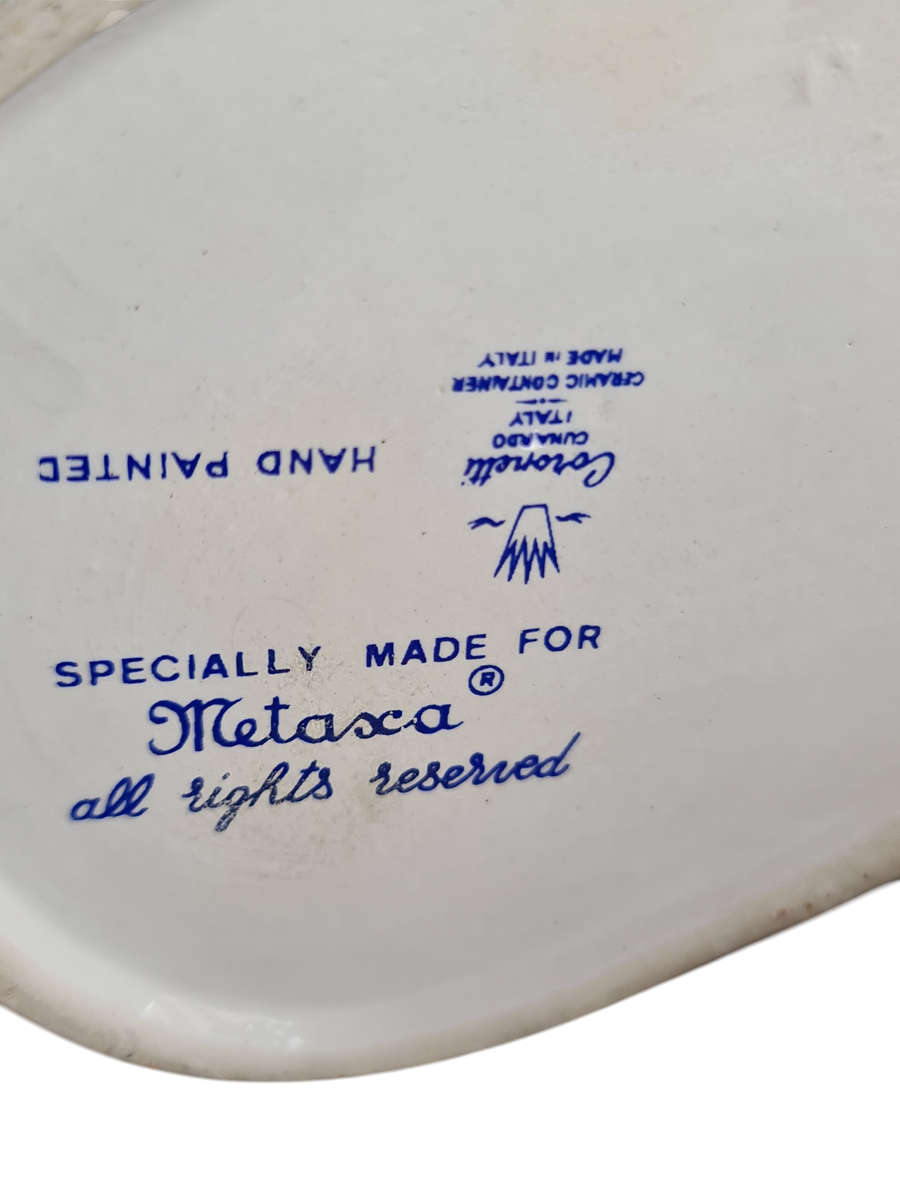 SPECIALLY MADE FOR
Metaxa ®
all rights reserved
HAND PAINTED
Coronetti
CUNARDO
ITALY
CERAMIC CONTAINER
MADE IN ITALY